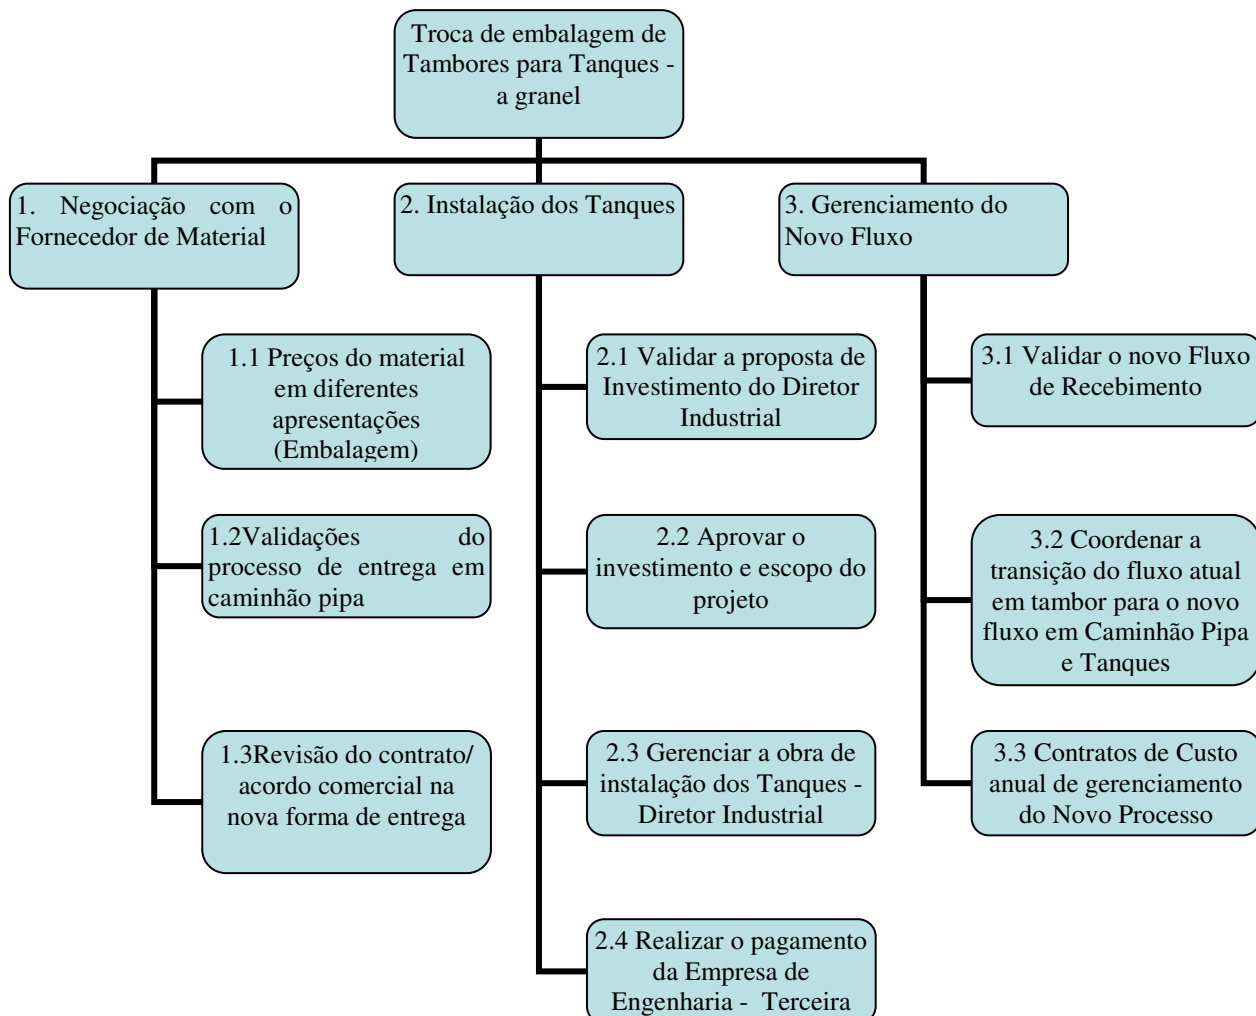 Troca de embalagem de
Tambores para Tanques -
a granel
1. Negociação com o
Fornecedor de Material
2. Instalação dos Tanques
3. Gerenciamento do
Novo Fluxo
1.1 Preços do material
em diferentes
apresentações
(Embalagem)
1.2Validações do
processo de entrega em
caminhão pipa
1.3Revisão do contrato/
acordo comercial na
nova forma de entrega
2.1 Validar a proposta de
Investimento do Diretor
Industrial
2.2 Aprovar o
investimento e escopo do
projeto
2.3 Gerenciar a obra de
instalação dos Tanques -
Diretor Industrial
2.4 Realizar o pagamento
da Empresa de
Engenharia - Terceira
3.1 Validar o novo Fluxo
de Recebimento
3.2 Coordenar a
transição do fluxo atual
em tambor para o novo
fluxo em Caminhão Pipa
e Tanques
3.3 Contratos de Custo
anual de gerenciamento
do Novo Processo